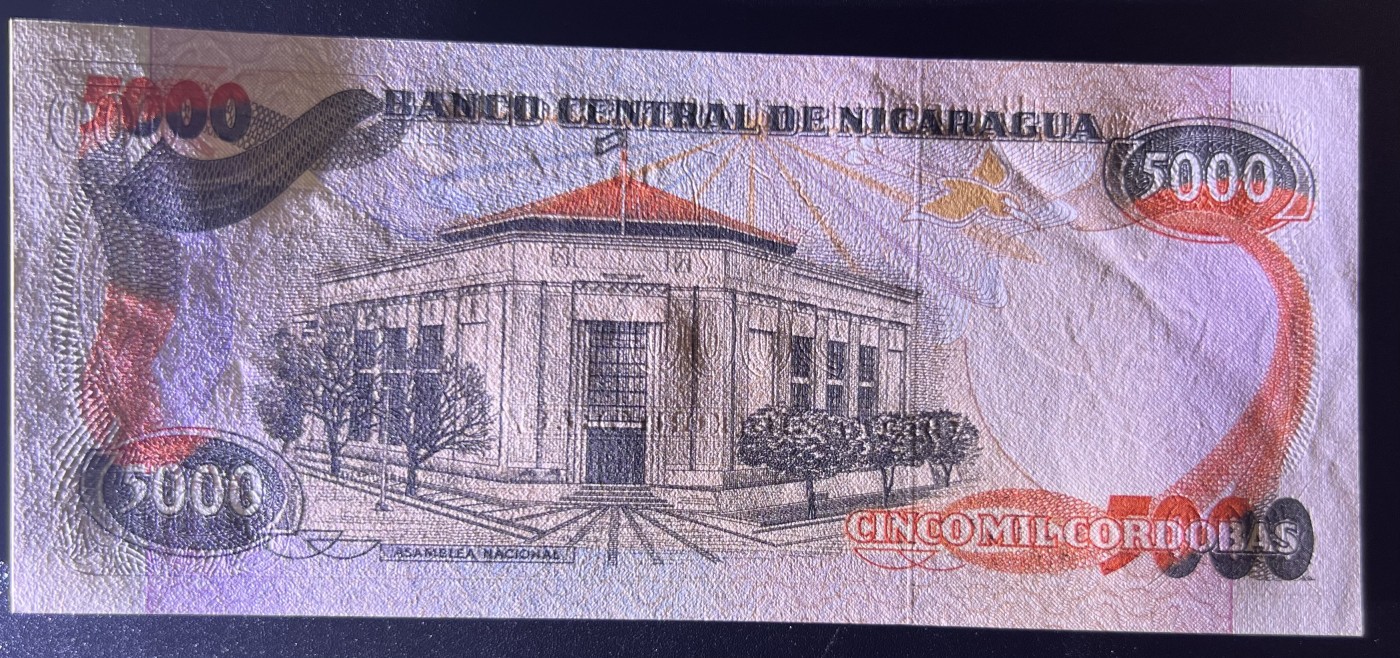 5000
BANCO CENTRAL DE NICARAGUA
5000
5000
ASAMBLEA NACIONAL
CINCO MIL CORDOBAS
5000